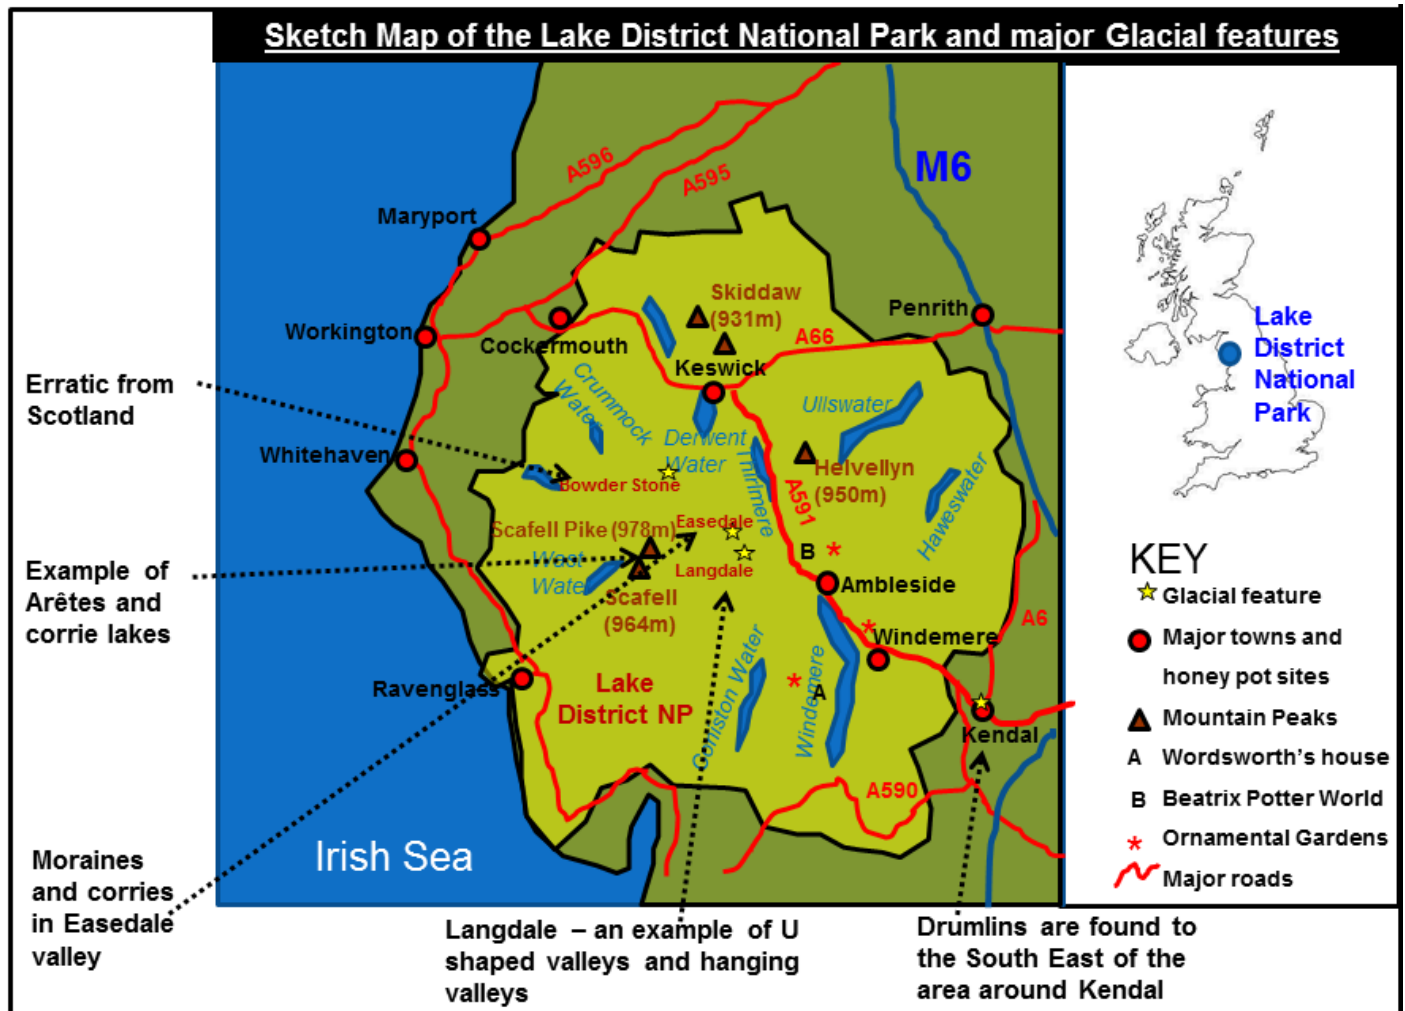 Sketch Map of the Lake District National Park and major Glacial features
A596
A595
M6
Maryport
Skiddaw
(931m)
Penrith
Workington
Cockermouth
A66
Keswick
Lake
District
National
Park
Erratic from
Scotland
Crummock
Water
Ullswater
Derwent
Water
Thirlmere
Whitehaven
Helvellyn
(950m)
Haweswater
Bowder Stone
A591
Scafell Pike (978m)
Easedale
Wast
Water
Langdale
B
Ambleside
Example of
Arêtes and
corrie lakes
Scafell
(964m)
A6
Windemere
Coniston Water
Windemere
A
Ravenglass
Lake
District NP
Kendal
A590
Irish Sea
KEY
Glacial feature
Major towns and
honey pot sites
Mountain Peaks
A Wordsworth's house
B Beatrix Potter World
Ornamental Gardens
Major roads
Moraines
and corries
in Easedale
valley
Langdale – an example of U
shaped valleys and hanging
valleys
Drumlins are found to
the South East of the
area around Kendal